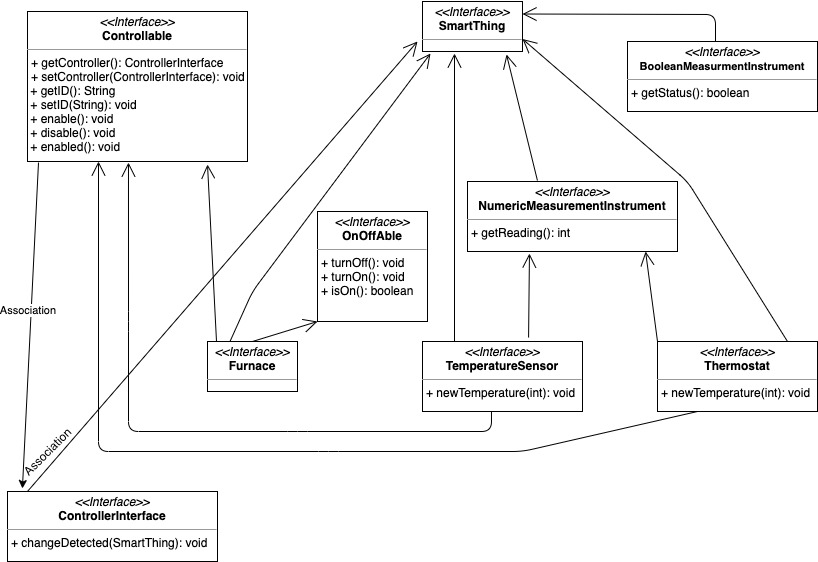 <<Interface>>
Controllable
+ getController(): ControllerInterface
+ setController(ControllerInterface): void
+ getID(): String
+ setID(String): void
+ enable(): void
+ disable(): void
+ enabled(): void
<<Interface>>
SmartThing
<<Interface>>
BooleanMeasurmentInstrument
+ getStatus(): boolean
<<Interface>>
NumericMeasurementInstrument
+ getReading(): int
<<Interface>>
OnOffAble
+ turnOff(): void
+ turnOn(): void
+ isOn(): boolean
Association
<<Interface>>
Furnace
<<Interface>>
TemperatureSensor
+ newTemperature(int): void
<<Interface>>
Thermostat
+ newTemperature(int): void
Association
<<Interface>>
ControllerInterface
+ changeDetected(SmartThing): void